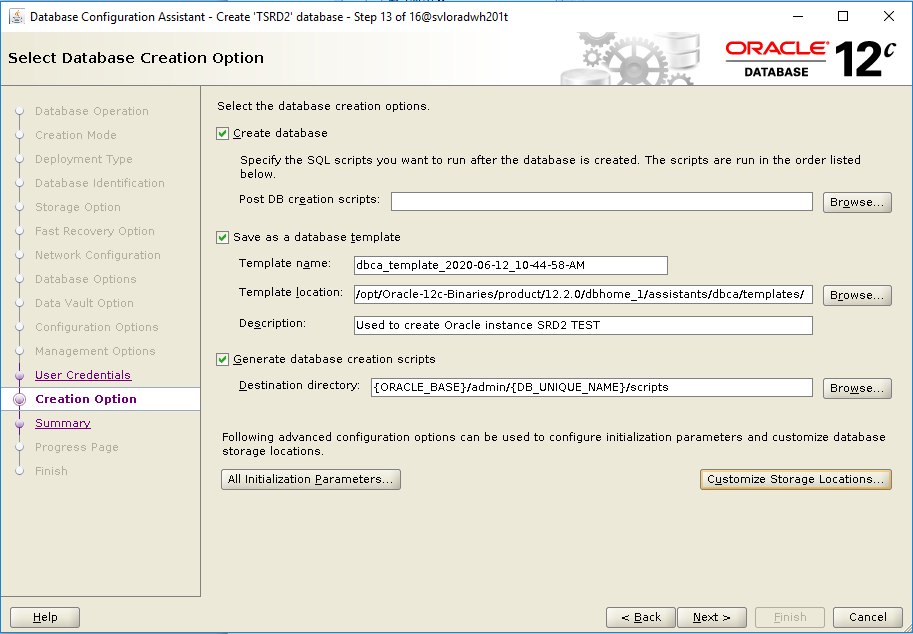 Database Configuration Assistant - Create 'TSRD2' database - Step 13 of 16@svloradwh201t
Select Database Creation Option
ORACLE®
DATABASE
12c
Database Operation
Creation Mode
Deployment Type
Database Identification
Storage Option
Fast Recovery Option
Network Configuration
Database Options
Data Vault Option
Configuration Options
Management Options
User Credentials
Creation Option
Summary
Progress Page
Finish
Select the database creation options.
Create database
Specify the SQL scripts you want to run after the database is created. The scripts are run in the order listed
below.
Post DB creation scripts:
Browse...
Save as a database template
Template name: dbca_template_2020-06-12_10-44-58-AM
Template location: /opt/Oracle-12c-Binaries/product/12.2.0/dbhome_1/assistants/dbca/templates/ Browse...
Description: Used to create Oracle instance SRD2 TEST
Generate database creation scripts
Destination directory: {ORACLE_BASE}/admin/{DB_UNIQUE_NAME}/scripts Browse...
Following advanced configuration options can be used to configure initialization parameters and customize database
storage locations.
All Initialization Parameters... Customize Storage Locations...
Help < Back Next > Finish Cancel